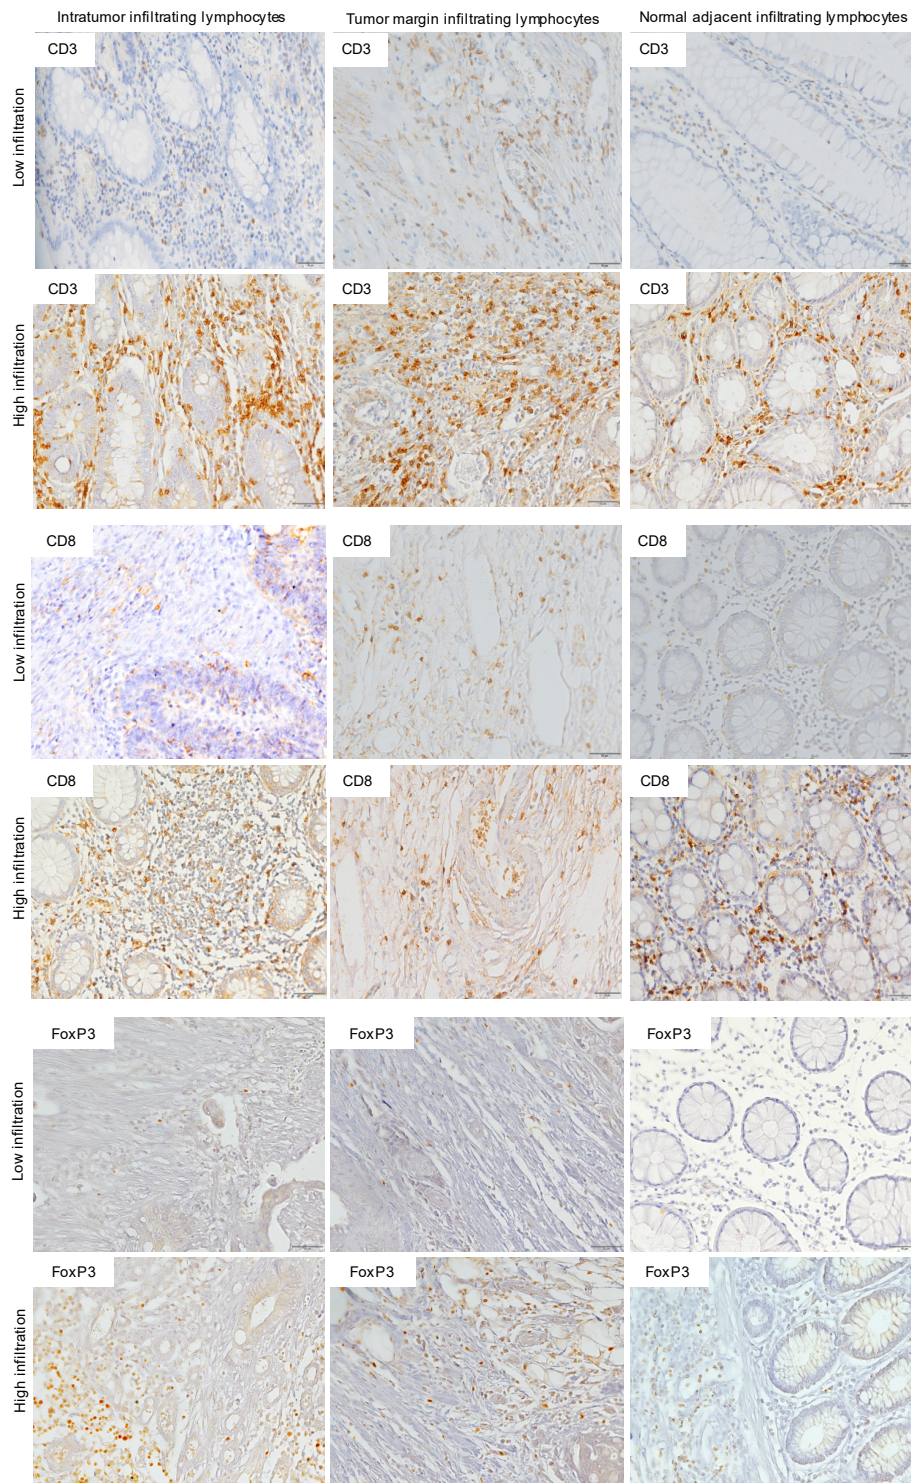 Intratumor infiltrating lymphocytes Tumor margin infiltrating lymphocytes Normal adjacent infiltrating lymphocytes
Low infiltration CD3 CD3 CD3
High infiltration CD3 CD3 CD3
Low infiltration CD8 CD8 CD8
High infiltration CD8 CD8 CD8
Low infiltration FoxP3 FoxP3 FoxP3
High infiltration FoxP3 FoxP3 FoxP3